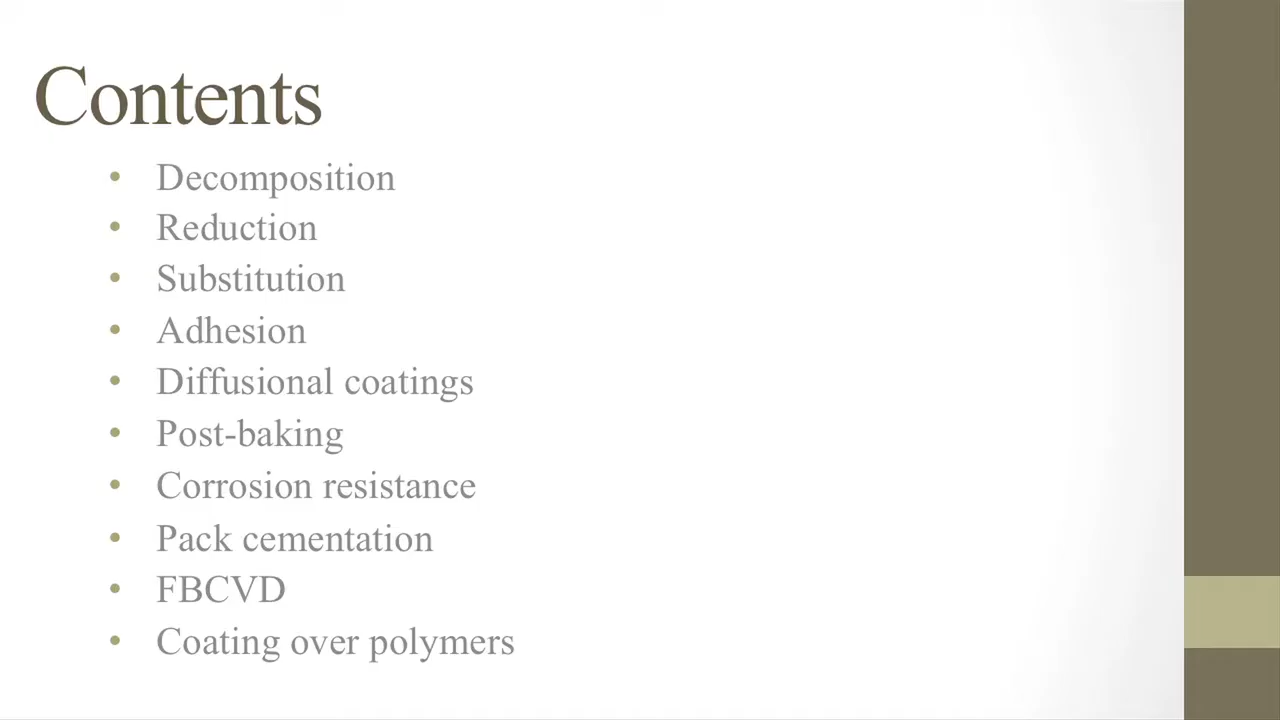 Contents
• Decomposition
• Reduction
• Substitution
• Adhesion
• Diffusional coatings
• Post-baking
• Corrosion resistance
• Pack cementation
• FBCVD
• Coating over polymers